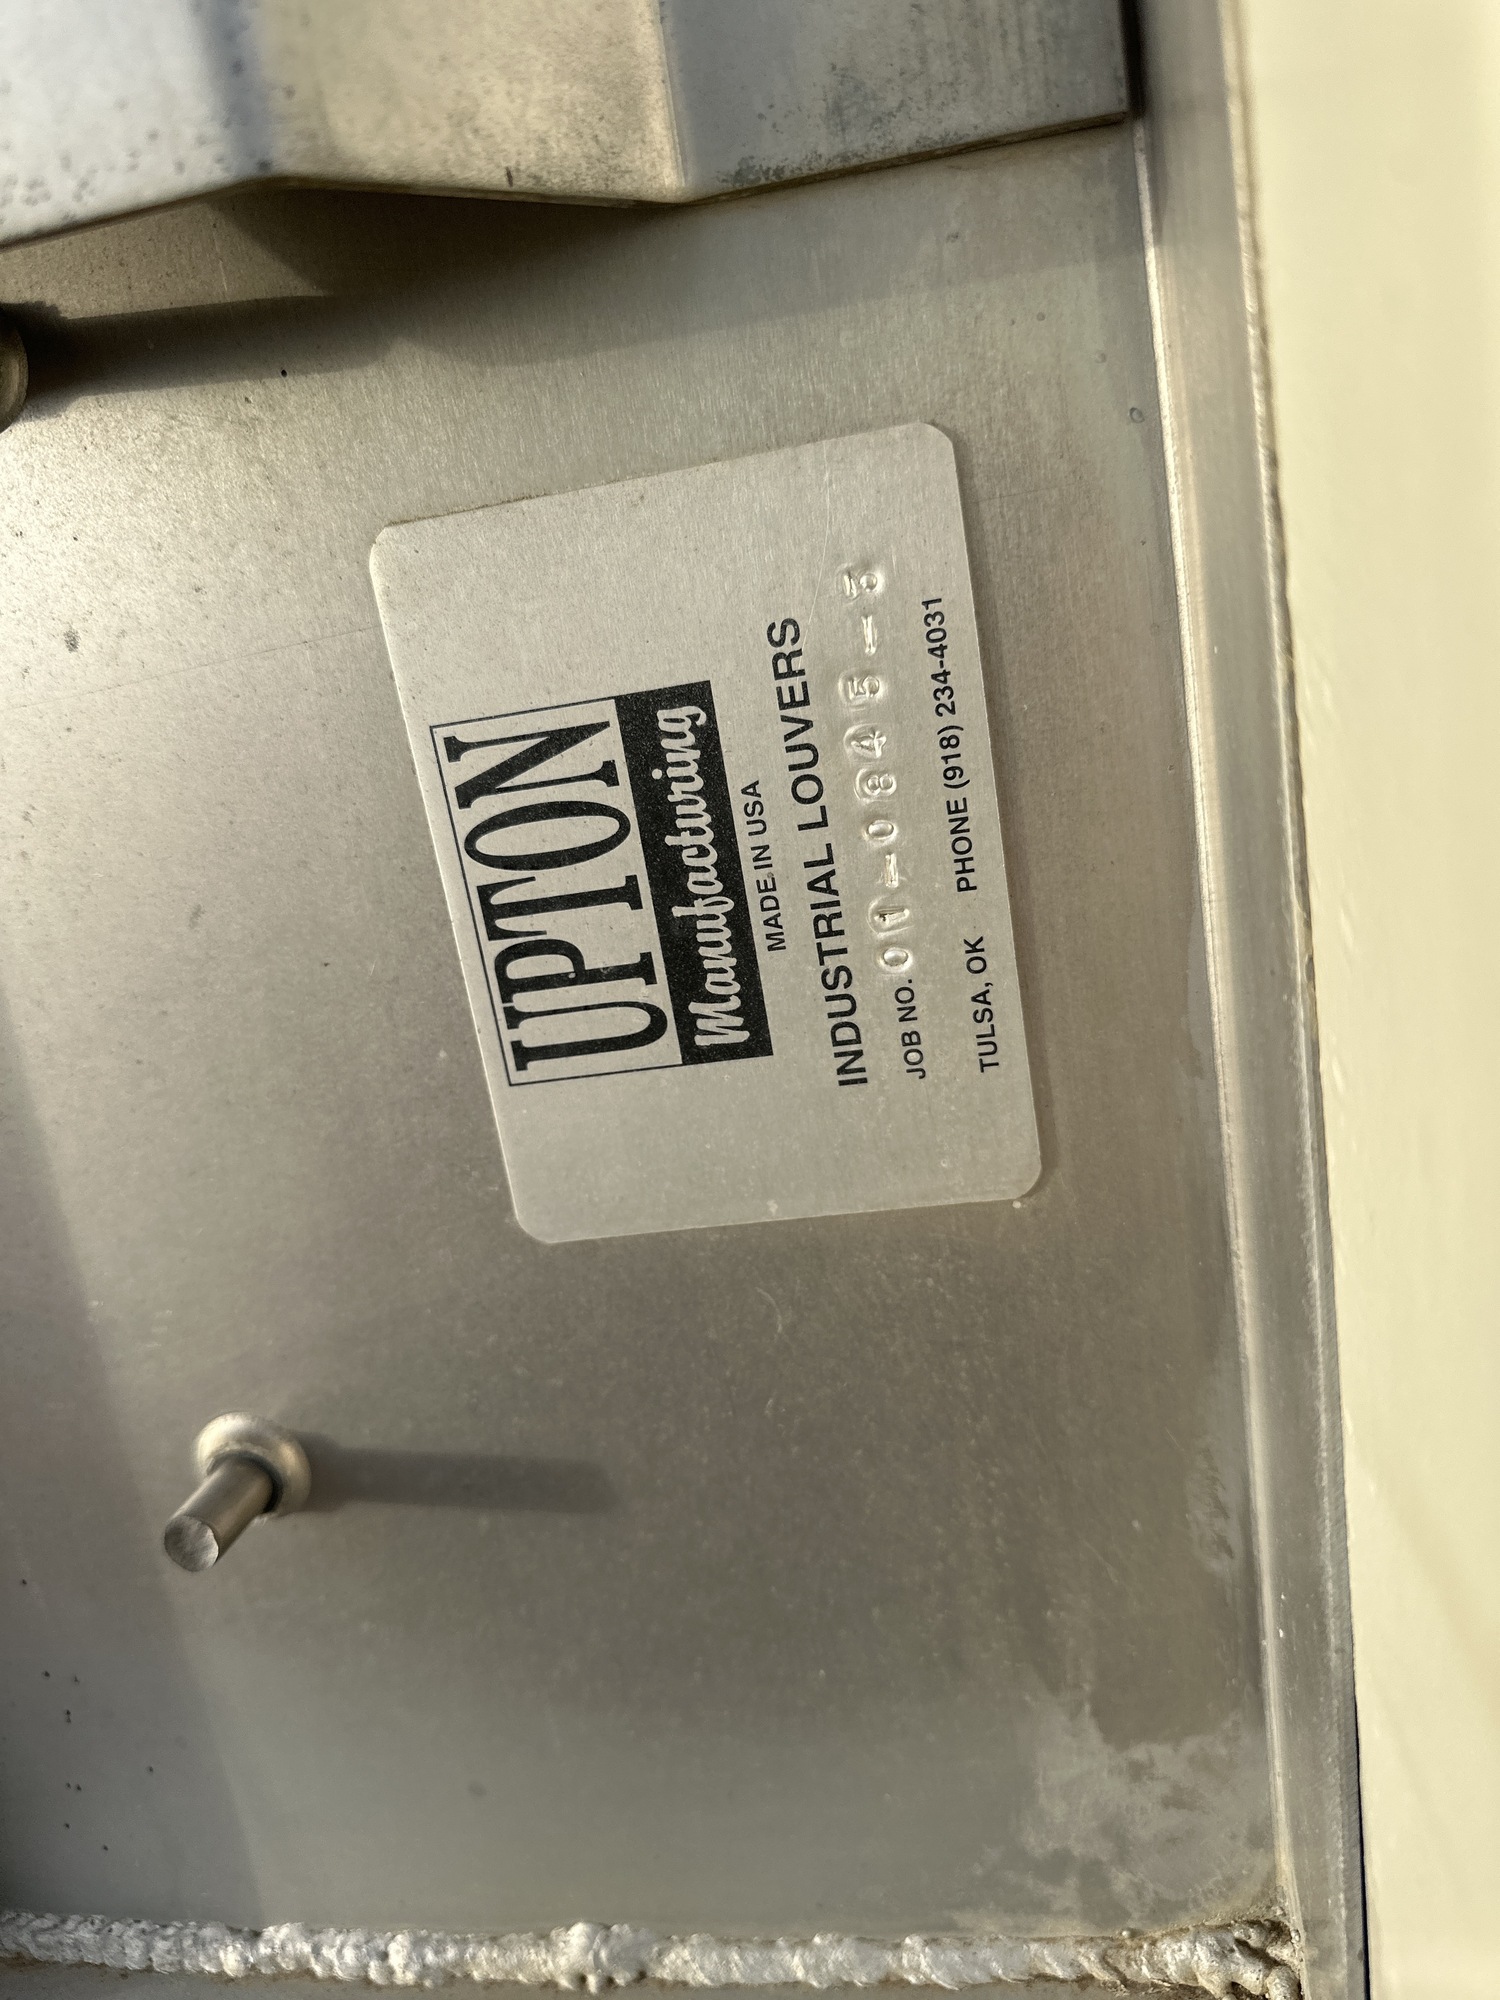 UPTON
Manufacturing
MADE IN USA
INDUSTRIAL LOUVERS
JOB NO. 01-0845-5
TULSA, OK PHONE (918) 234-4031